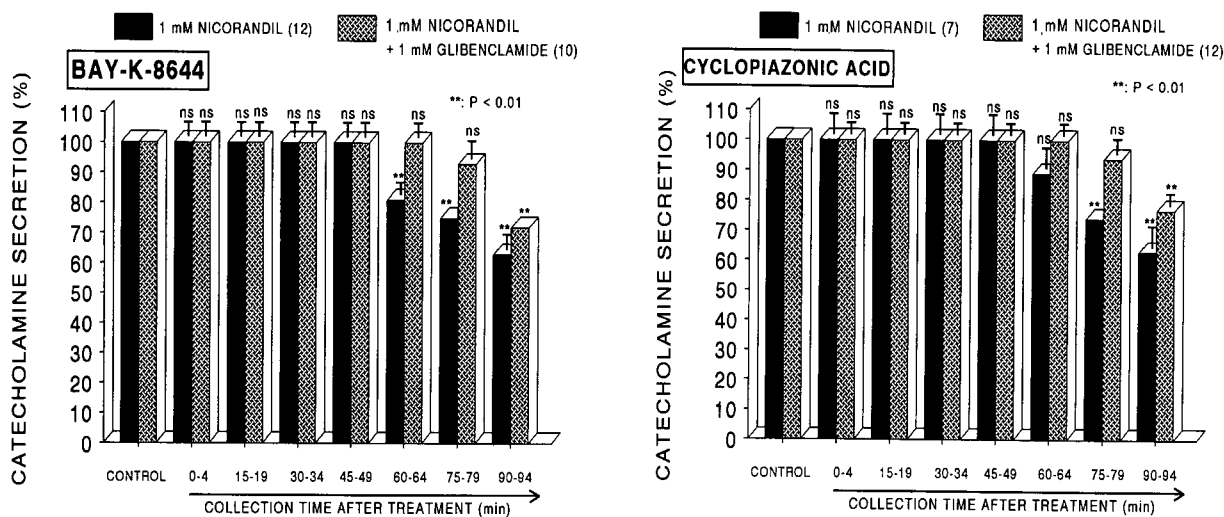 1 mM NICORANDIL (12)
1 mM NICORANDIL
+ 1 mM GLIBENCLAMIDE (10)
BAY-K-8644
**: P < 0.01
CATECHOLAMINE SECRETION (%)
110
100
90
80
70
60
50
40
30
20
10
0
ns ns ns ns ns ns ns ns ** ns ** ns ** **
CONTROL 0-4 15-19 30-34 45-49 60-64 75-79 90-94
COLLECTION TIME AFTER TREATMENT (min)
1 mM NICORANDIL (7)
1 mM NICORANDIL
+ 1 mM GLIBENCLAMIDE (12)
CYCLOPIAZONIC ACID
**: P < 0.01
CATECHOLAMINE SECRETION (%)
110
100
90
80
70
60
50
40
30
20
10
0
ns ns ns ns ns ns ns ns ns ns ** ns ** **
CONTROL 0-4 15-19 30-34 45-49 60-64 75-79 90-94
COLLECTION TIME AFTER TREATMENT (min)